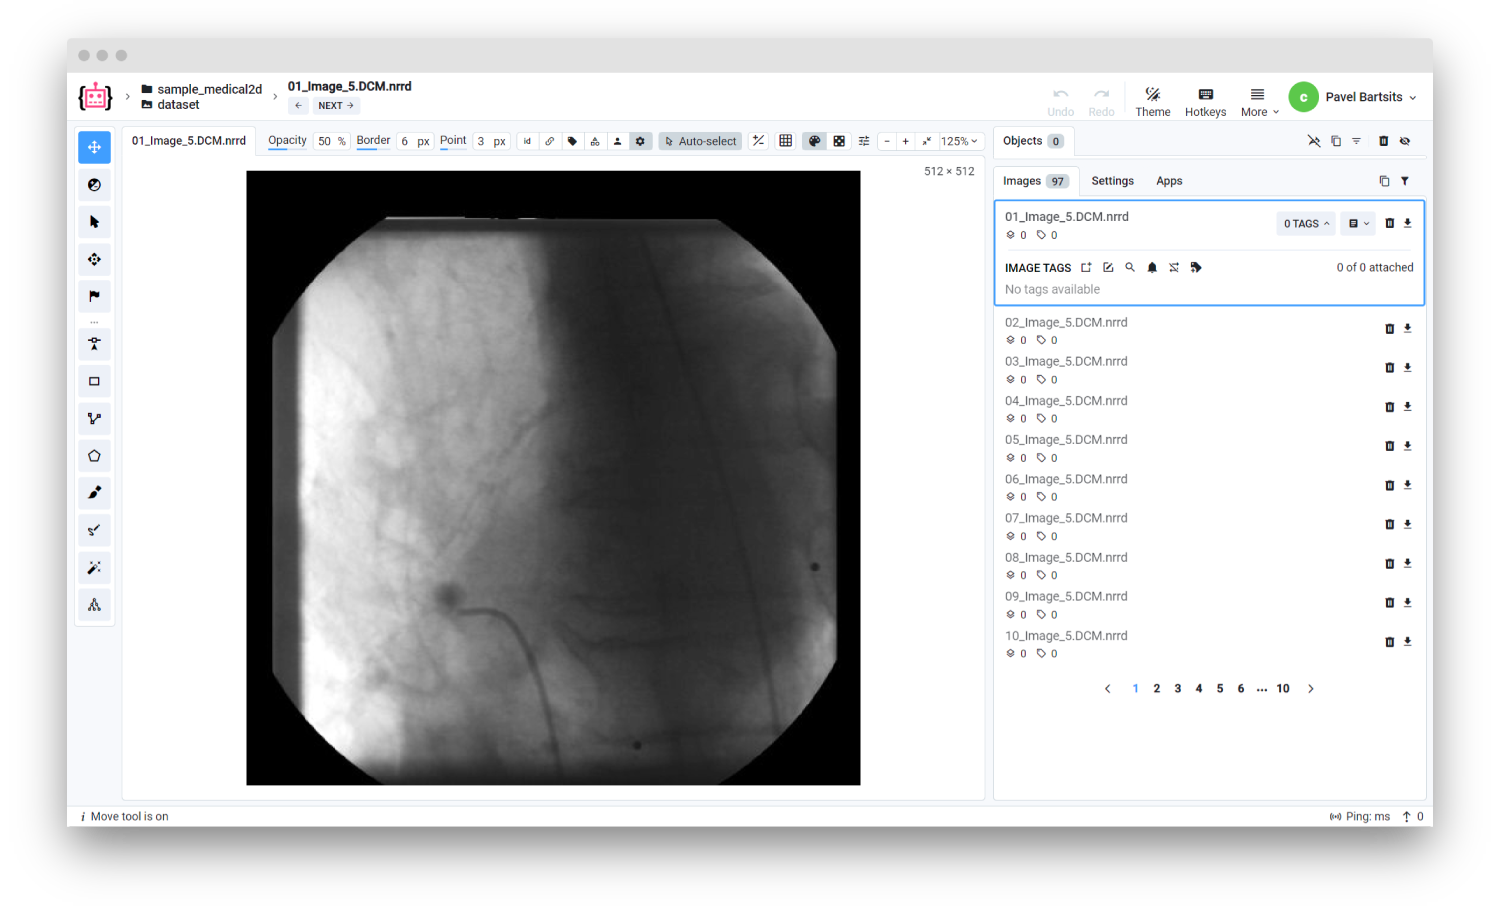 sample_medical2d
dataset
01_Image_5.DCM.nrrd
NEXT
Undo
Redo
Theme
Hotkeys
More
c
Pavel Bartsits
01_Image_5.DCM.nrrd
Opacity 50 % Border 6 px Point 3 px id Auto-select 125%
512 × 512
Objects 0
Images 97 Settings Apps
01_Image_5.DCM.nrrd
0 TAGS
0 0
IMAGE TAGS 0 of 0 attached
No tags available
02_Image_5.DCM.nrrd
0 0
03_Image_5.DCM.nrrd
0 0
04_Image_5.DCM.nrrd
0 0
05_Image_5.DCM.nrrd
0 0
06_Image_5.DCM.nrrd
0 0
07_Image_5.DCM.nrrd
0 0
08_Image_5.DCM.nrrd
0 0
09_Image_5.DCM.nrrd
0 0
10_Image_5.DCM.nrrd
0 0
1 2 3 4 5 6 ... 10
i Move tool is on
Ping: ms 0